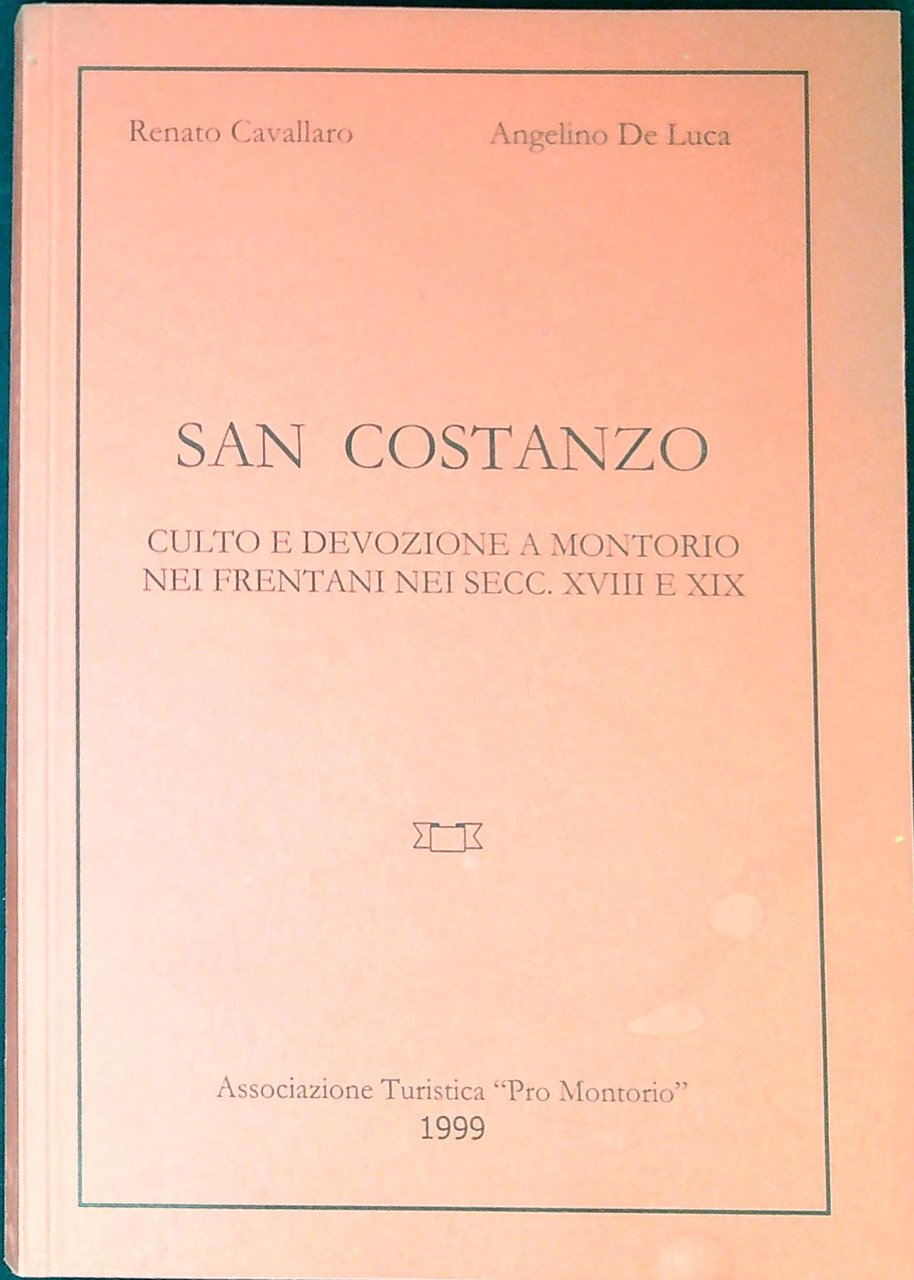 Renato Cavallaro Angelino De Luca
SAN COSTANZO
CULTO E DEVOZIONE A MONTORIO
NEI FRENTANI NEI SECC. XVIII E XIX
Associazione Turistica “Pro Montorio”
1999